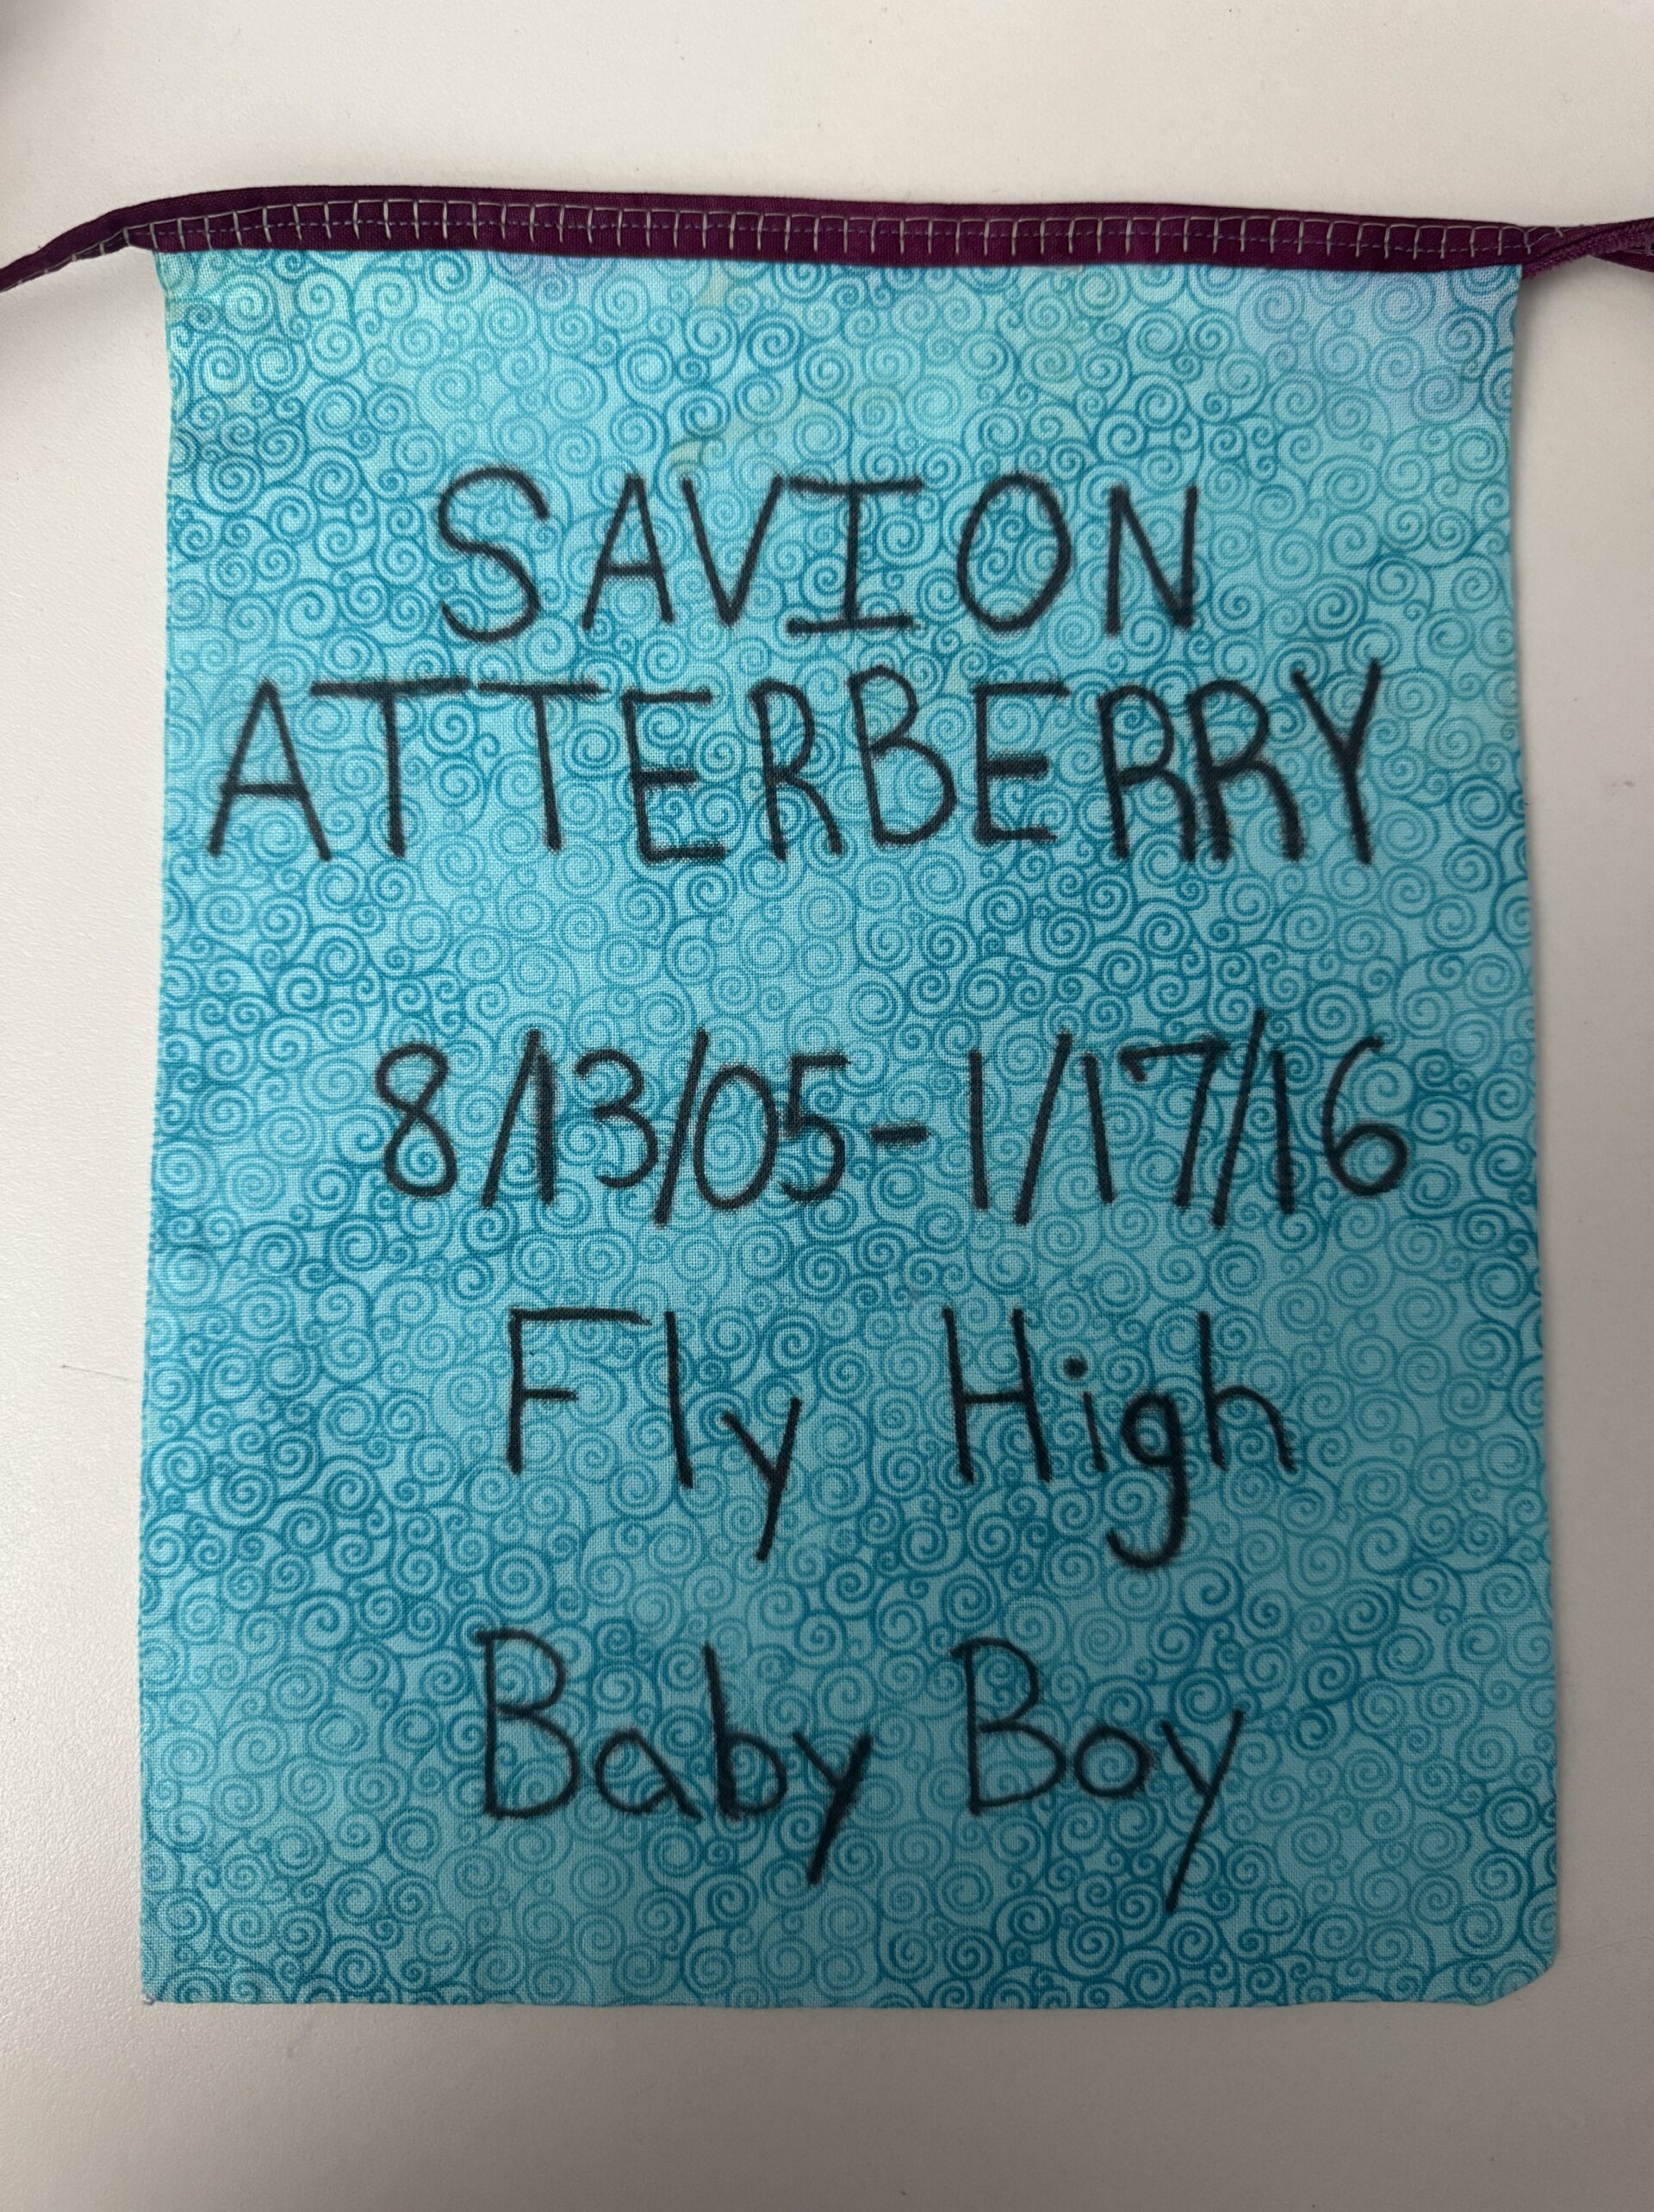 SAVION
ATTERBERRY
8/13/05-1/17/16
Fly High
Baby Boy